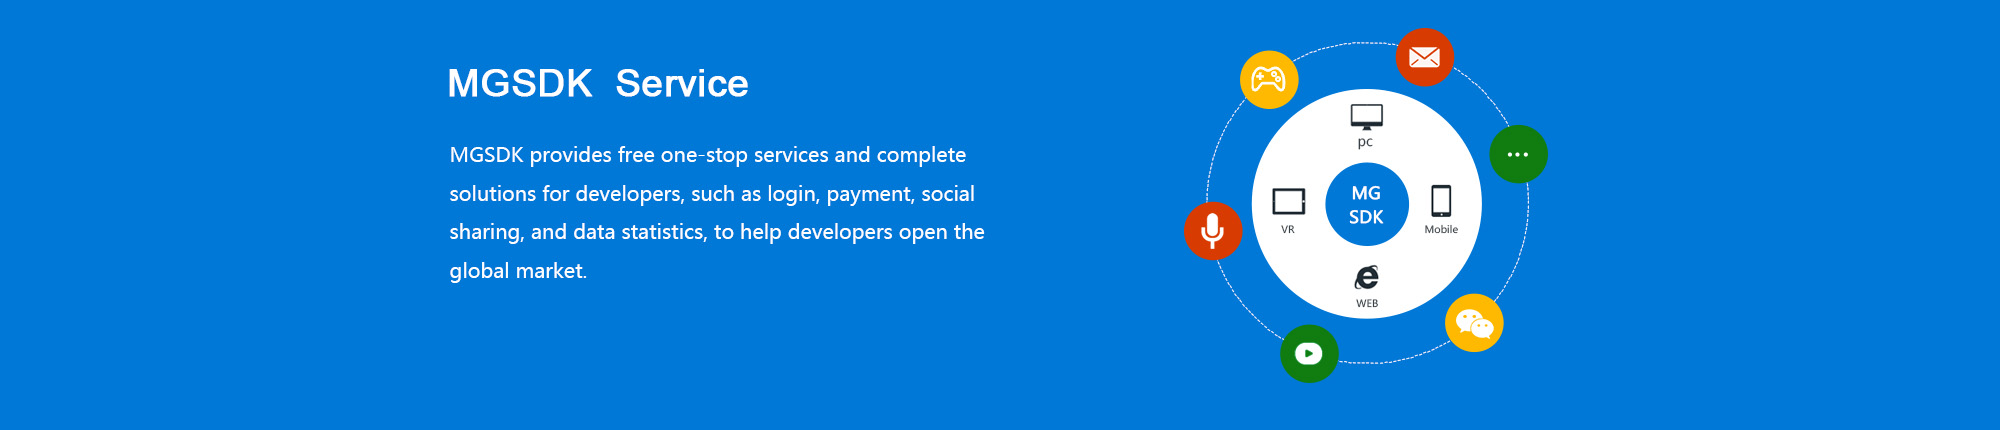 MGSDK Service
MGSDK provides free one-stop services and complete
solutions for developers, such as login, payment, social
sharing, and data statistics, to help developers open the
global market.
pc
VR
MG
SDK
Mobile
WEB